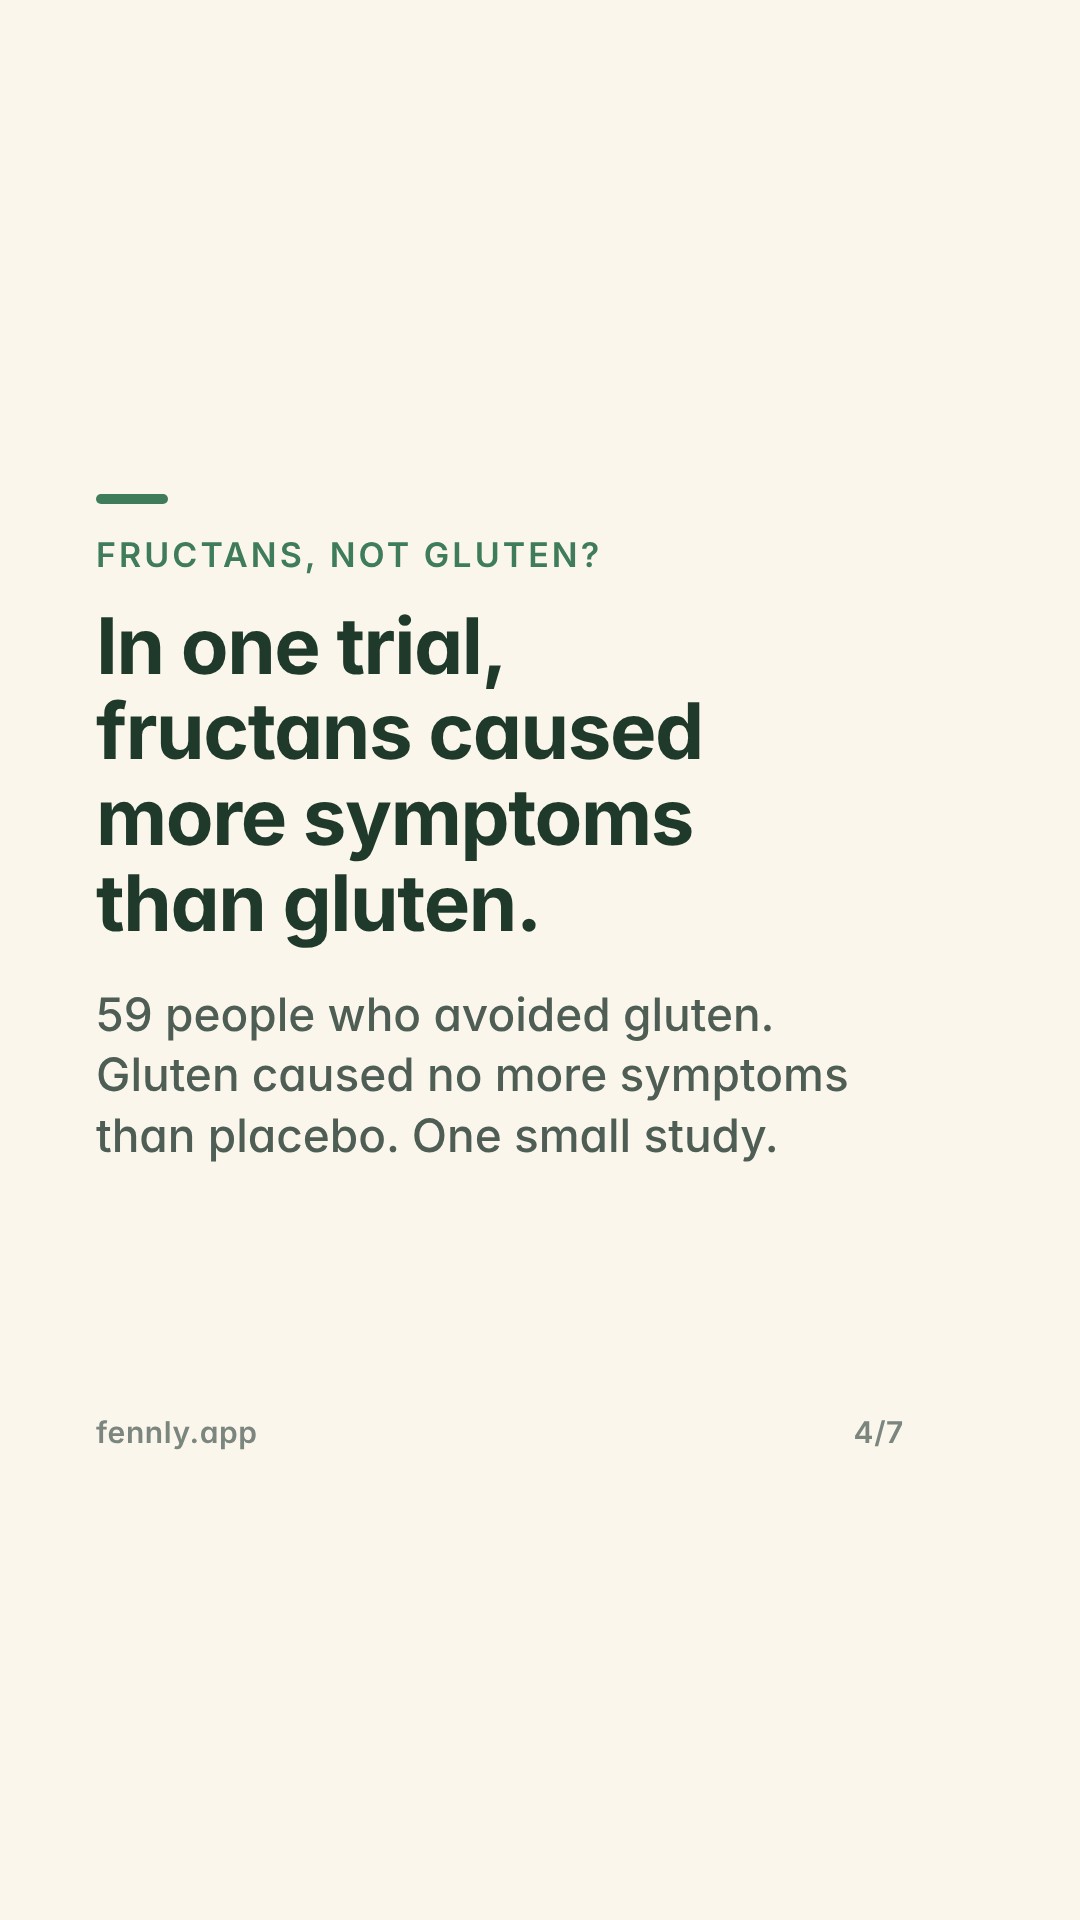 FRUCTANS, NOT GLUTEN?
In one trial,
fructans caused
more symptoms
than gluten.
59 people who avoided gluten.
Gluten caused no more symptoms
than placebo. One small study.
fennly.app
4/7